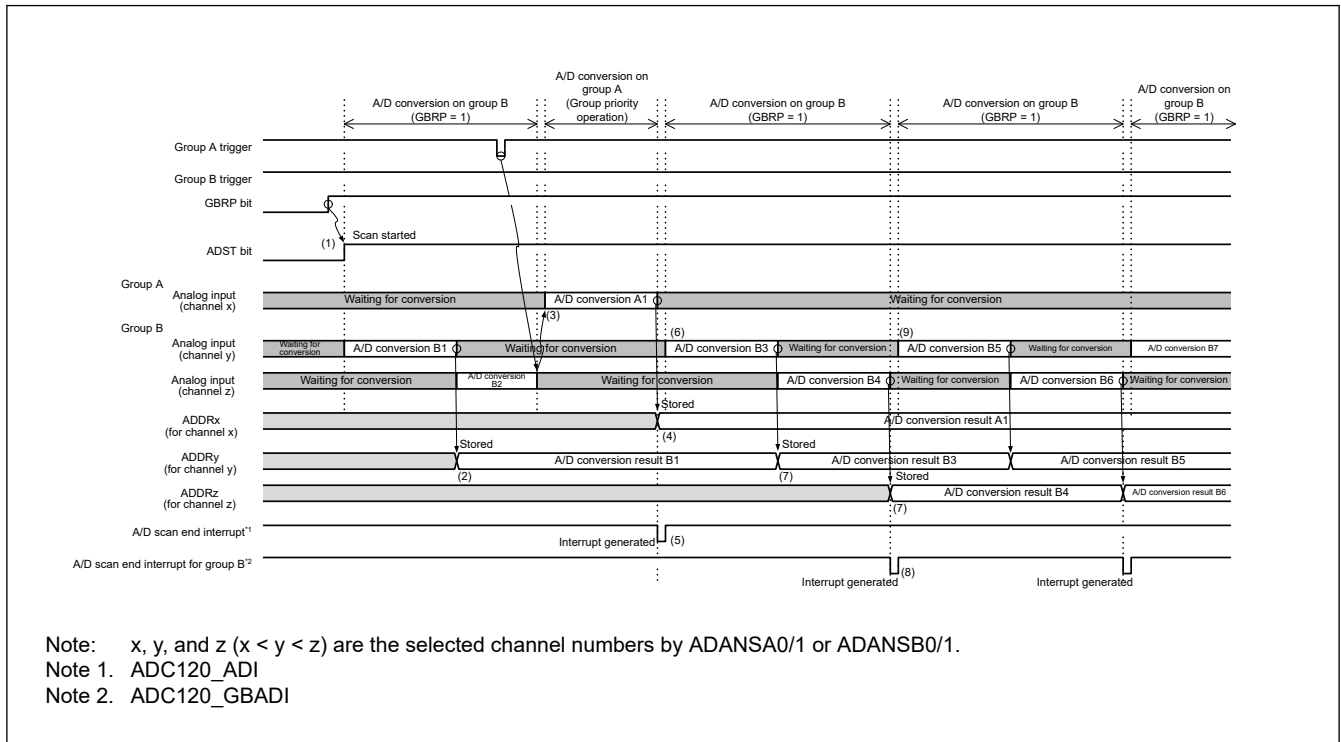 A/D conversion on group B
(GBRP = 1)
A/D conversion on
group A
(Group priority
operation)
A/D conversion on group B
(GBRP = 1)
A/D conversion on group B
(GBRP = 1)
A/D conversion on
group B
(GBRP = 1)
Group A trigger
Group B trigger
GBRP bit
(1) Scan started
ADST bit
Group A
Analog input
(channel x)
Waiting for conversion
A/D conversion A1
Waiting for conversion
(3)
Group B
(6)
(9)
Analog input
(channel y)
Waiting for
conversion
A/D conversion B1
Waiting for conversion
A/D conversion B3
Waiting for conversion
A/D conversion B5
Waiting for conversion
A/D conversion B7
Analog input
(channel z)
Waiting for conversion
A/D conversion
B2
Waiting for conversion
A/D conversion B4
Waiting for conversion
A/D conversion B6
Waiting for conversion
Stored
ADDRx
(for channel x)
A/D conversion result A1
(4)
Stored
Stored
ADDRy
(for channel y)
A/D conversion result B1
A/D conversion result B3
A/D conversion result B5
(2)
(7)
Stored
ADDRz
(for channel z)
A/D conversion result B4
A/D conversion result B6
(7)
A/D scan end interrupt*1
Interrupt generated
(5)
A/D scan end interrupt for group B*2
Interrupt generated
(8)
Interrupt generated
Note: x, y, and z (x < y < z) are the selected channel numbers by ADANSA0/1 or ADANSB0/1.
Note 1. ADC120_ADI
Note 2. ADC120_GBADI